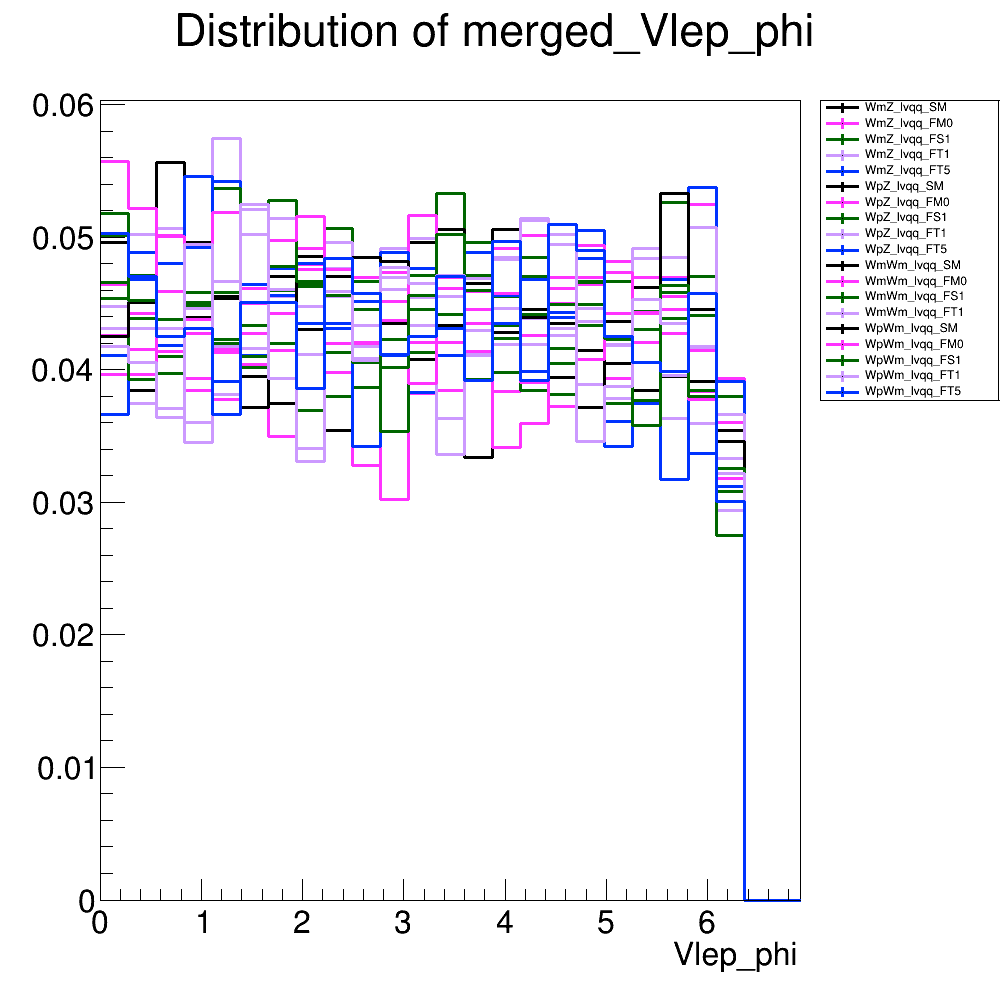 Distribution of merged_Vlep_phi
0.06
0.05
0.04
0.03
0.02
0.01
0
0 1 2 3 4 5 6
Vlep_phi
WmZ_lvqq_SM
WmZ_lvqq_FM0
WmZ_lvqq_FS1
WmZ_lvqq_FT1
WmZ_lvqq_FT5
WpZ_lvqq_SM
WpZ_lvqq_FM0
WpZ_lvqq_FS1
WpZ_lvqq_FT1
WpZ_lvqq_FT5
WmWm_lvqq_SM
WmWm_lvqq_FM0
WmWm_lvqq_FS1
WmWm_lvqq_FT1
WpWm_lvqq_SM
WpWm_lvqq_FM0
WpWm_lvqq_FS1
WpWm_lvqq_FT1
WpWm_lvqq_FT5